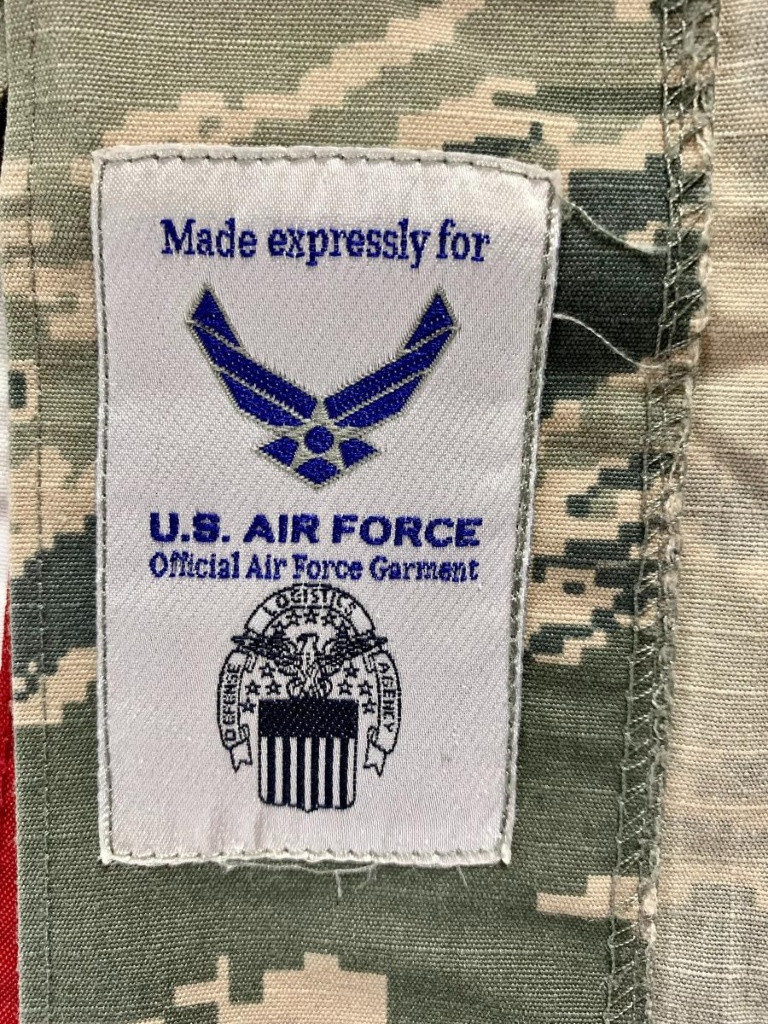 Made expressly for
U.S. AIR FORCE
Official Air Force Garment
LOGISTICS
DEFENSE
AGENCY